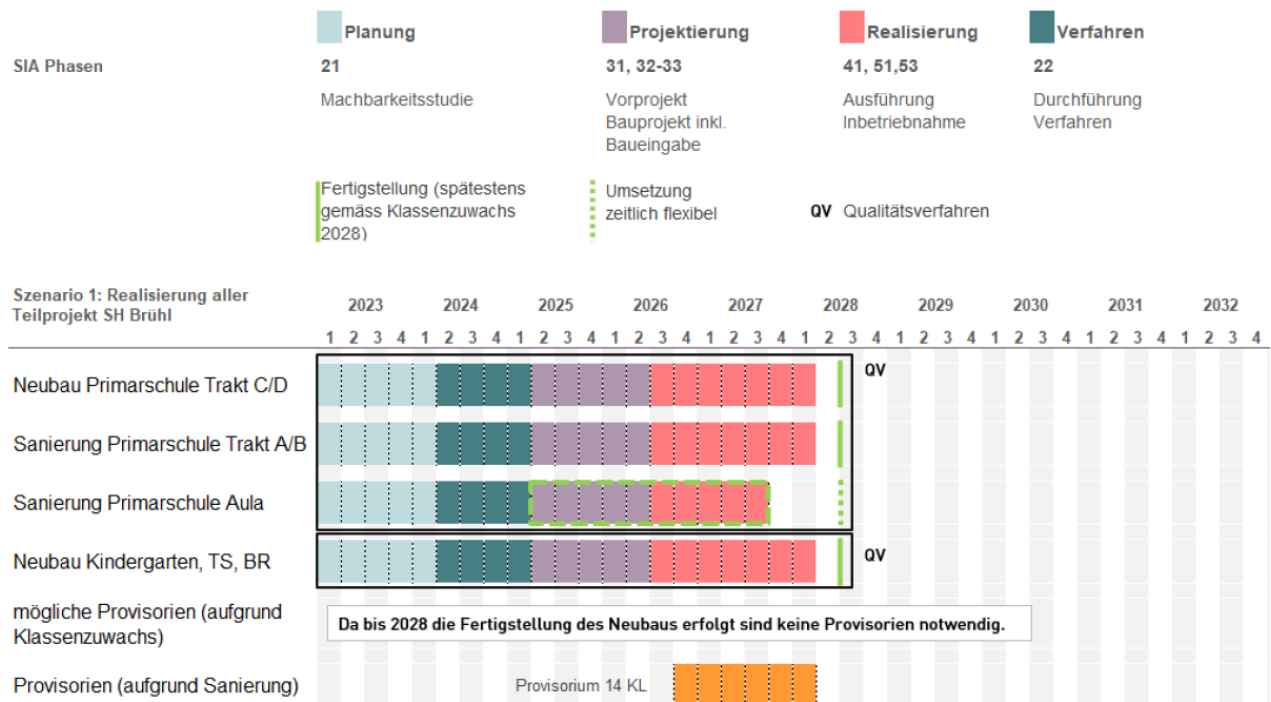 Planung Projektierung Realisierung Verfahren
SIA Phasen 21 31, 32-33 41, 51,53 22
Machbarkeitsstudie Vorprojekt Ausführung Durchführung
Bauprojekt inkl. Inbetriebnahme Verfahren
Baueingabe
Fertigstellung (spätestens Umsetzung
gemäss Klassenzuwachs zeitlich flexibel QV Qualitätsverfahren
2028)
Szenario 1: Realisierung aller
Teilprojekt SH Brühl
2023 2024 2025 2026 2027 2028 2029 2030 2031 2032
1 2 3 4 1 2 3 4 1 2 3 4 1 2 3 4 1 2 3 4 1 2 3 4 1 2 3 4 1 2 3 4 1 2 3 4 1 2 3 4
Neubau Primarschule Trakt C/D QV
Sanierung Primarschule Trakt A/B
Sanierung Primarschule Aula
Neubau Kindergarten, TS, BR QV
mögliche Provisorien (aufgrund
Klassenzuwachs)
Da bis 2028 die Fertigstellung des Neubaus erfolgt sind keine Provisorien notwendig.
Provisorien (aufgrund Sanierung) Provisorium 14 KL